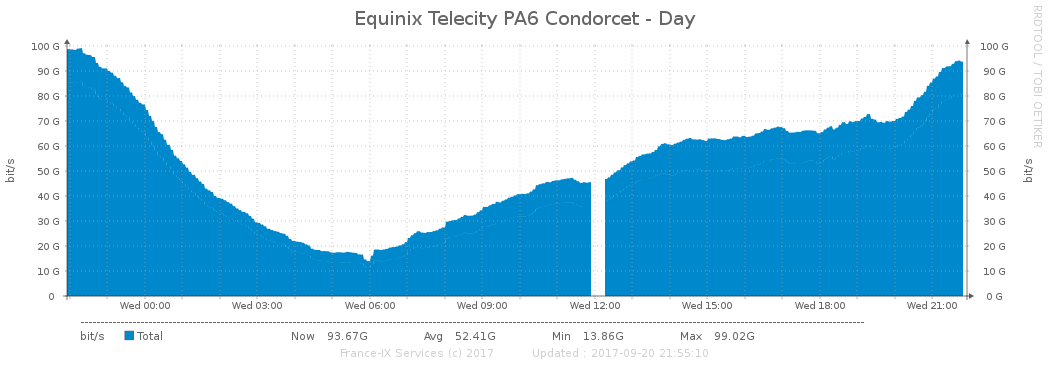 Equinix Telecity PA6 Condorcet - Day
RRDTOOL / TOBI OETIKER
bit/s
bit/s
100 G 100 G
90 G 90 G
80 G 80 G
70 G 70 G
60 G 60 G
50 G 50 G
40 G 40 G
30 G 30 G
20 G 20 G
10 G 10 G
0 0 G
Wed 00:00 Wed 03:00 Wed 06:00 Wed 09:00 Wed 12:00 Wed 15:00 Wed 18:00 Wed 21:00
bit/s Total Now 93.67G Avg 52.41G Min 13.86G Max 99.02G
France-IX Services (c) 2017 Updated : 2017-09-20 21:55:10